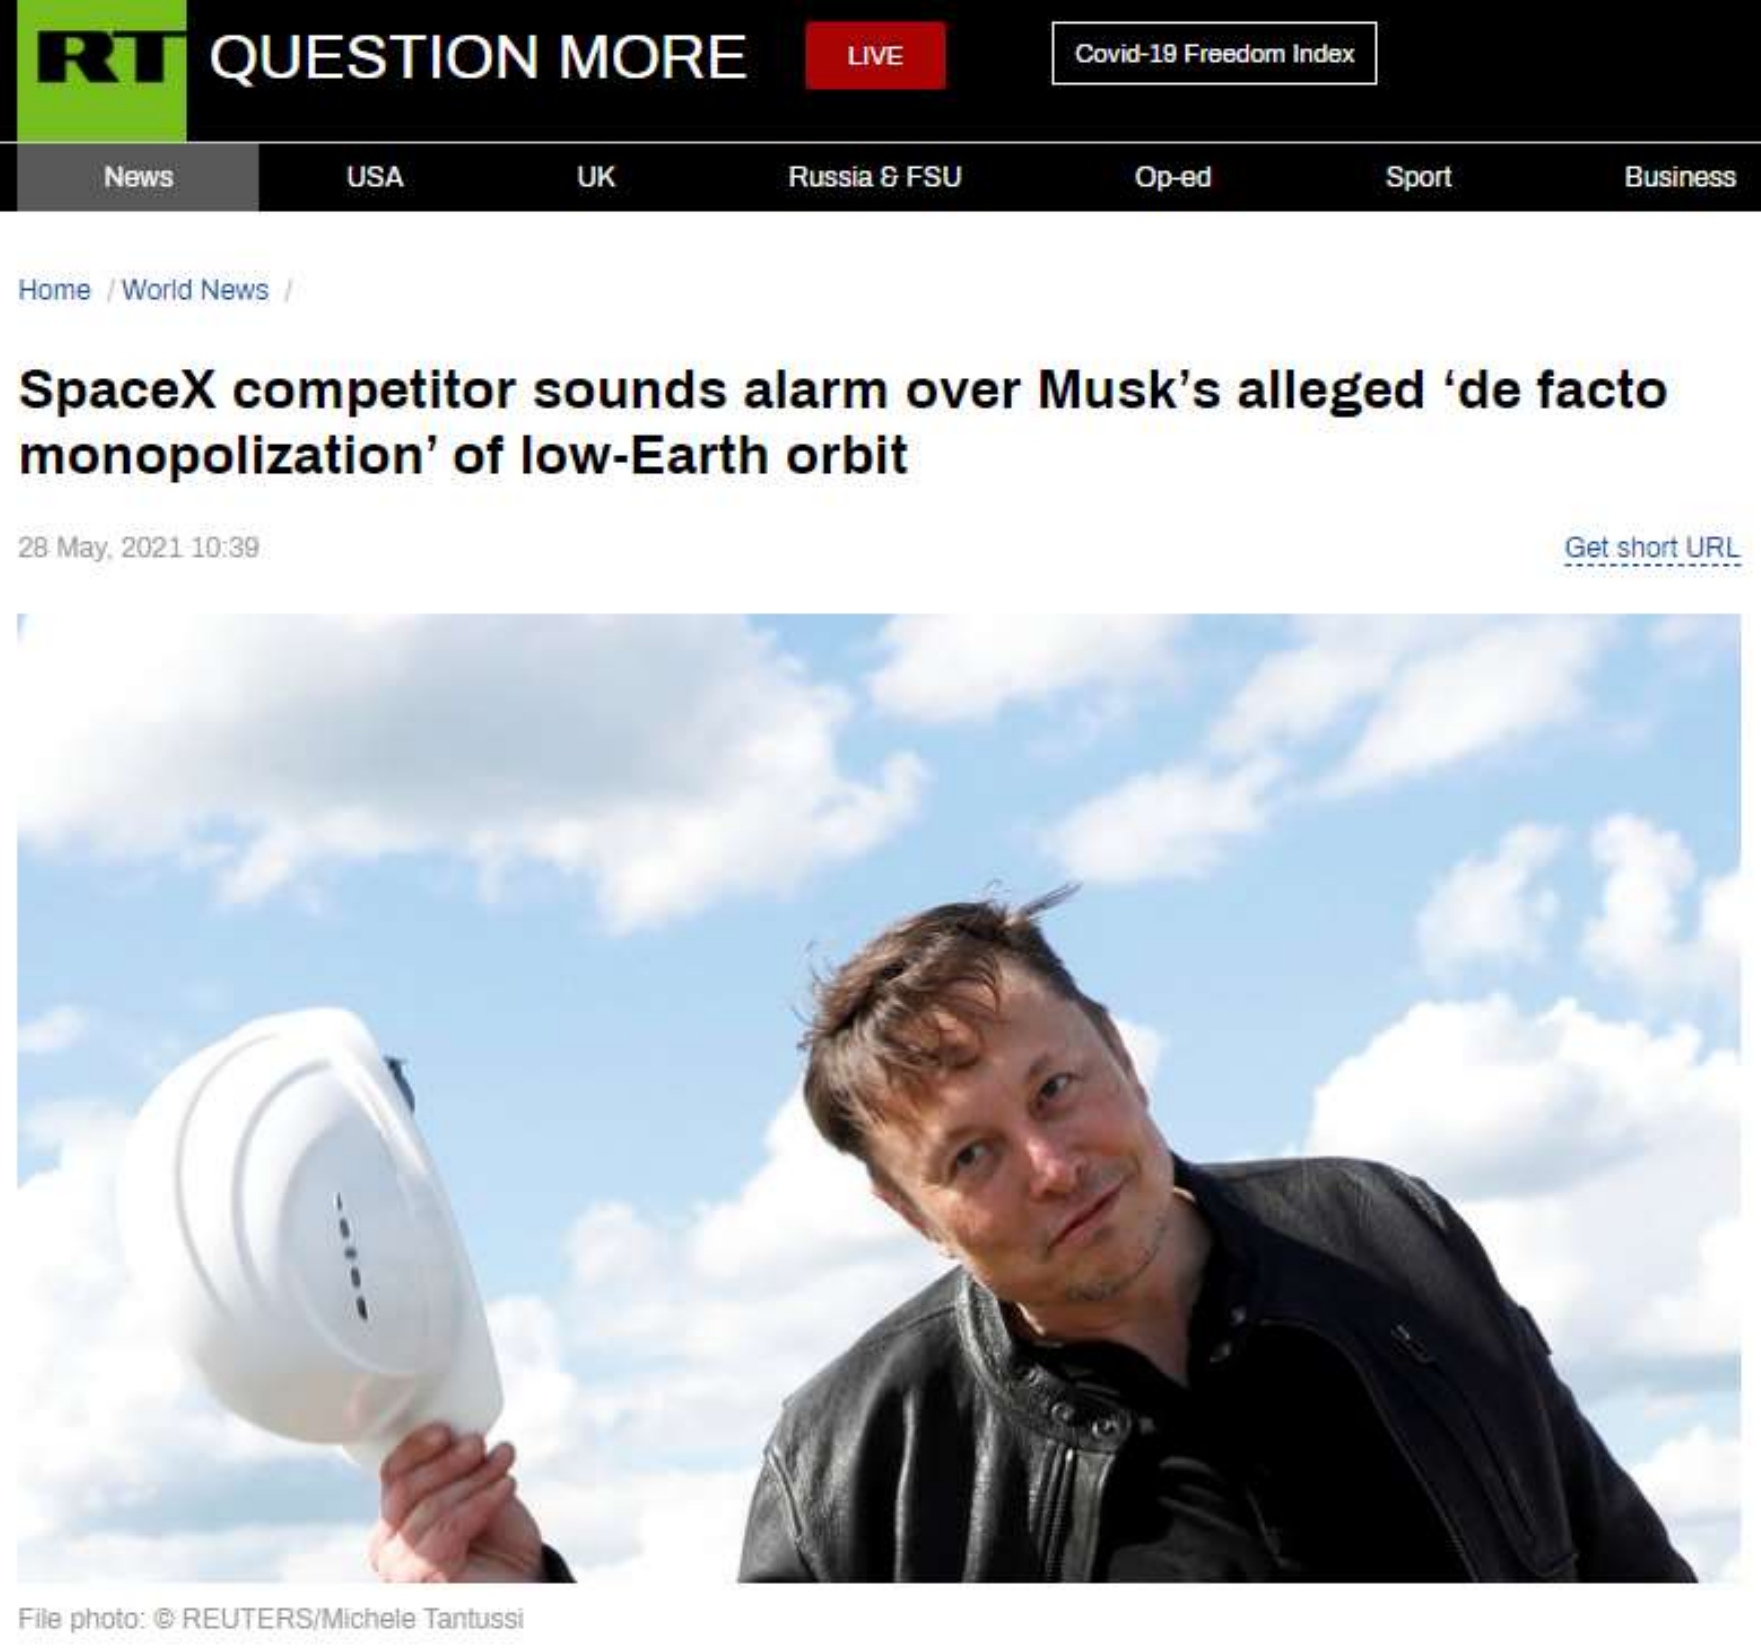 RT QUESTION MORE LIVE Covid-19 Freedom Index
News USA UK Russia & FSU Op-ed Sport Business
Home / World News /
SpaceX competitor sounds alarm over Musk’s alleged ‘de facto
monopolization’ of low-Earth orbit
28 May, 2021 10:39 Get short URL
File photo: © REUTERS/Michele Tantussi